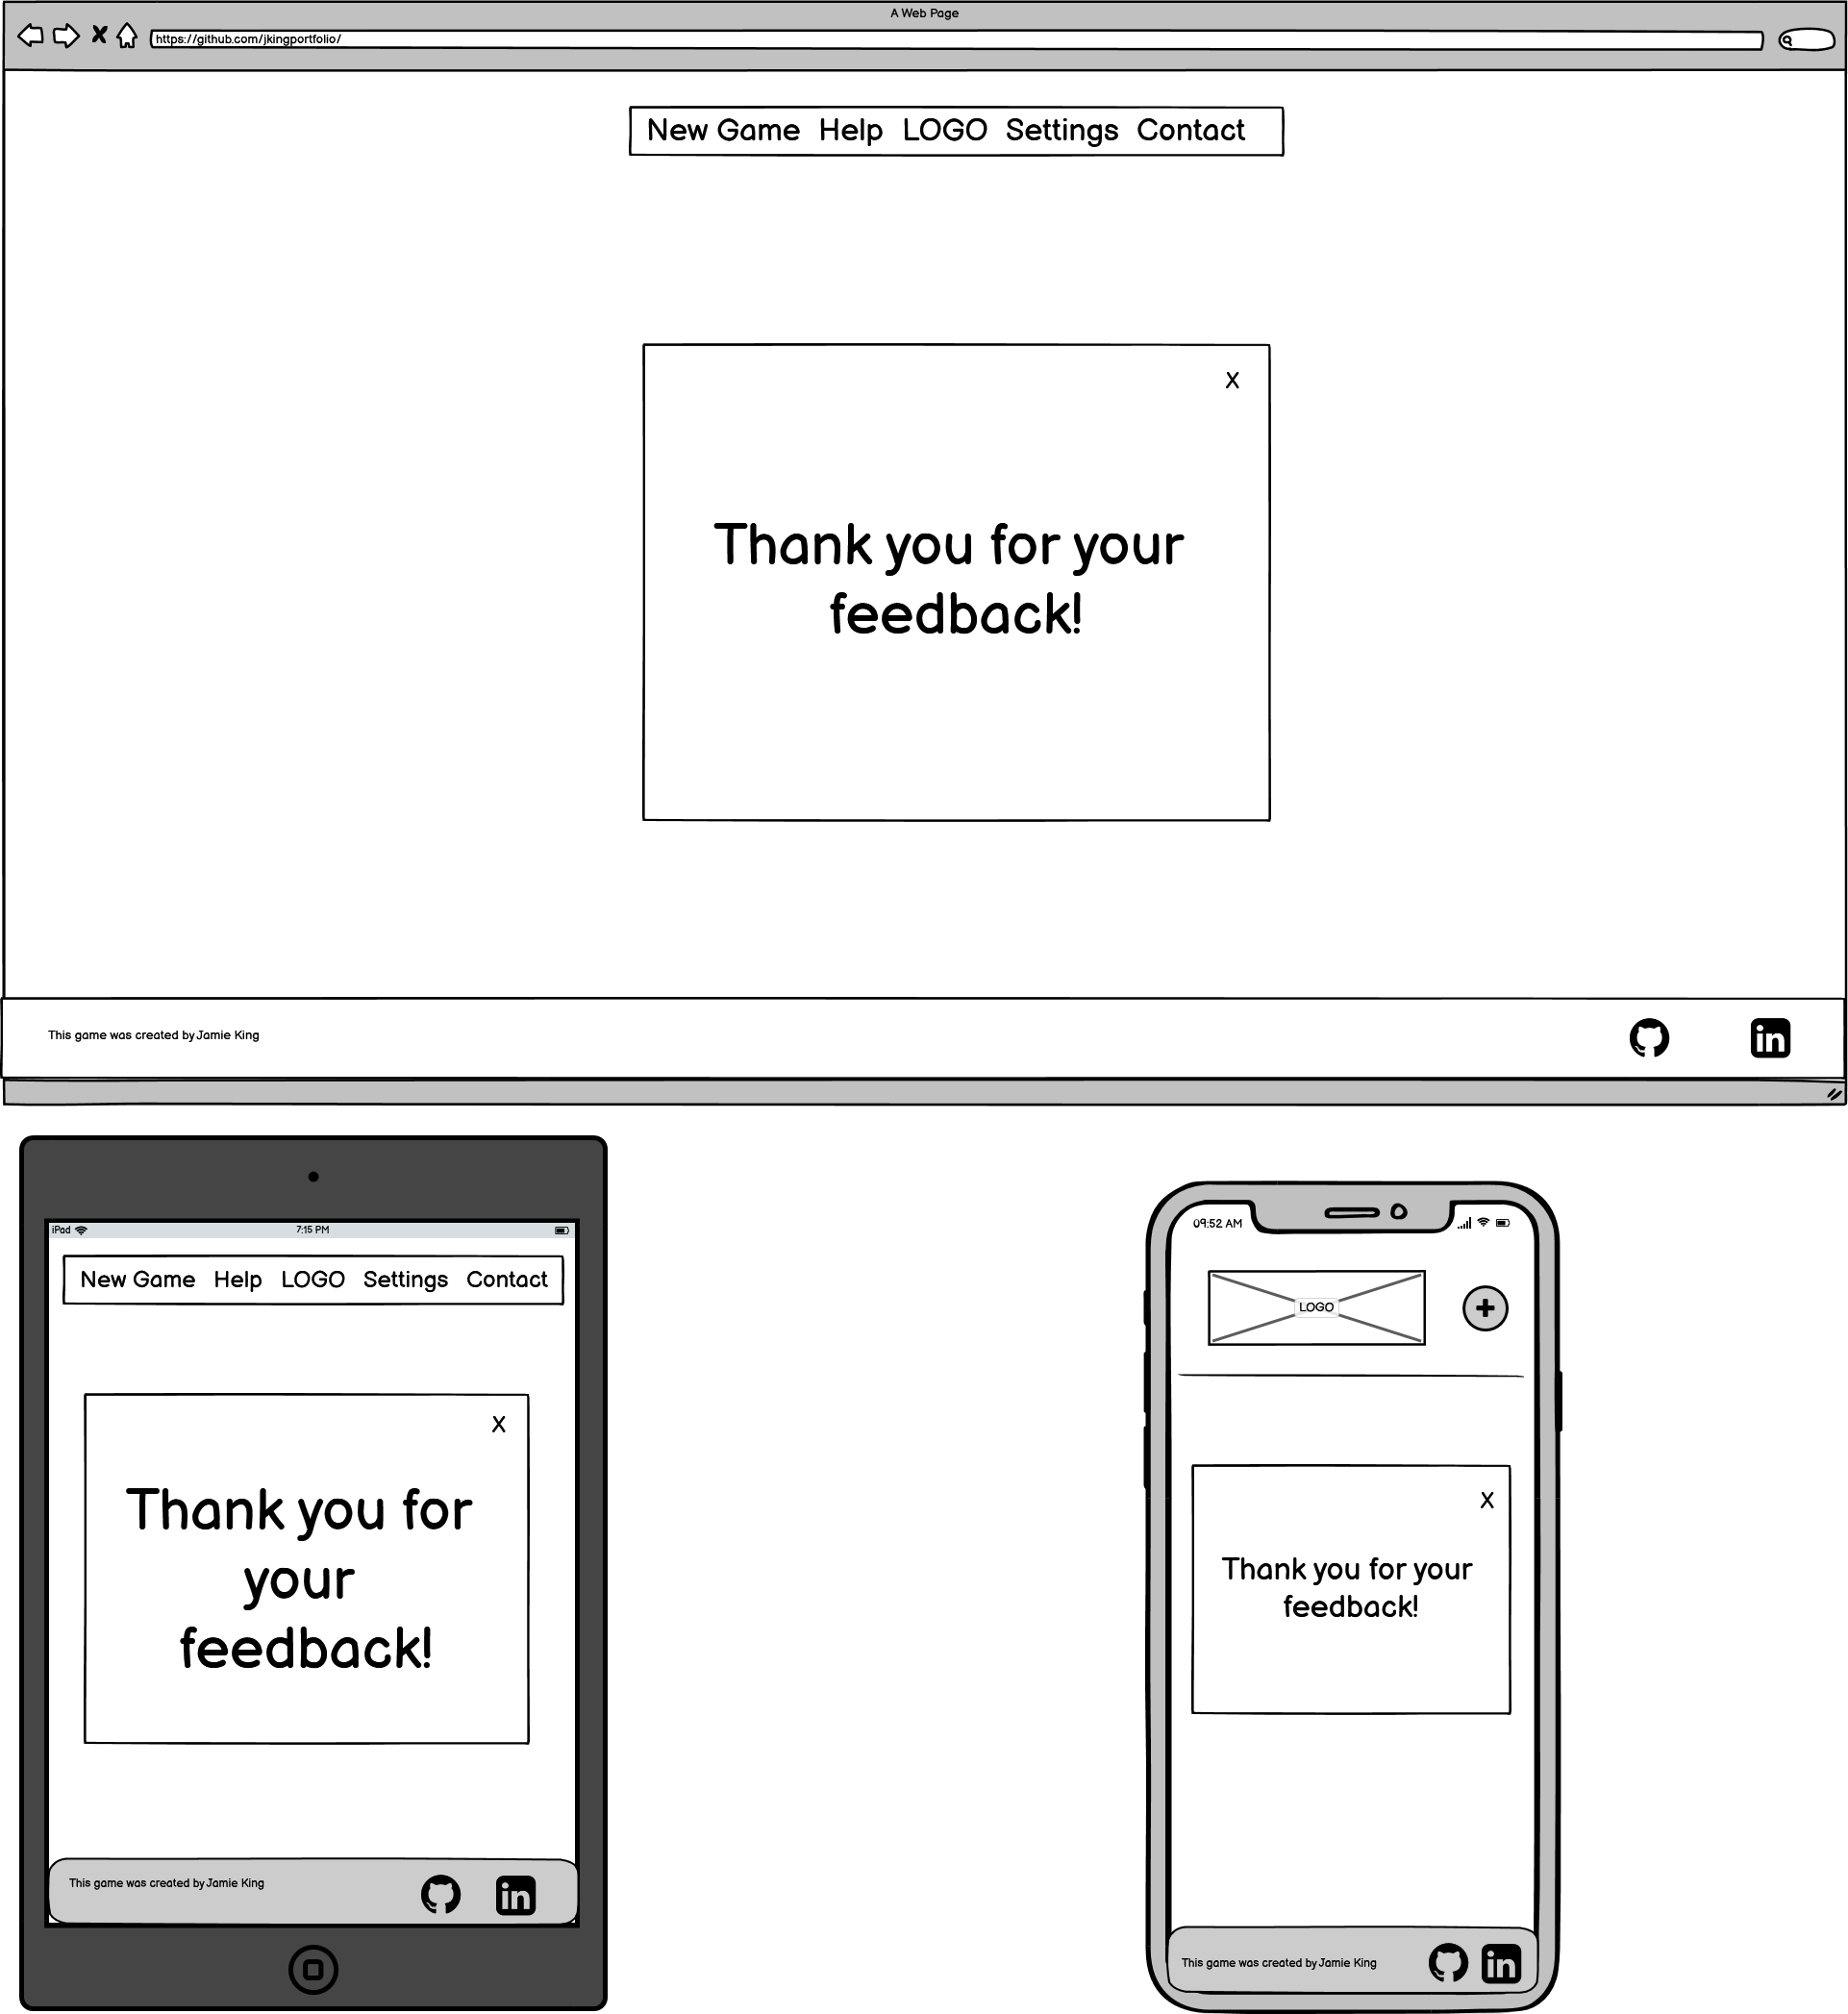 A Web Page
https://github.com/jkingportfolio/
New Game Help LOGO Settings Contact
X
Thank you for your
feedback!
This game was created by Jamie King
in
iPad 7:15 PM
New Game Help LOGO Settings Contact
X
Thank you for
your
feedback!
This game was created by Jamie King
in
09:52 AM
LOGO
X
Thank you for your
feedback!
This game was created by Jamie King
in